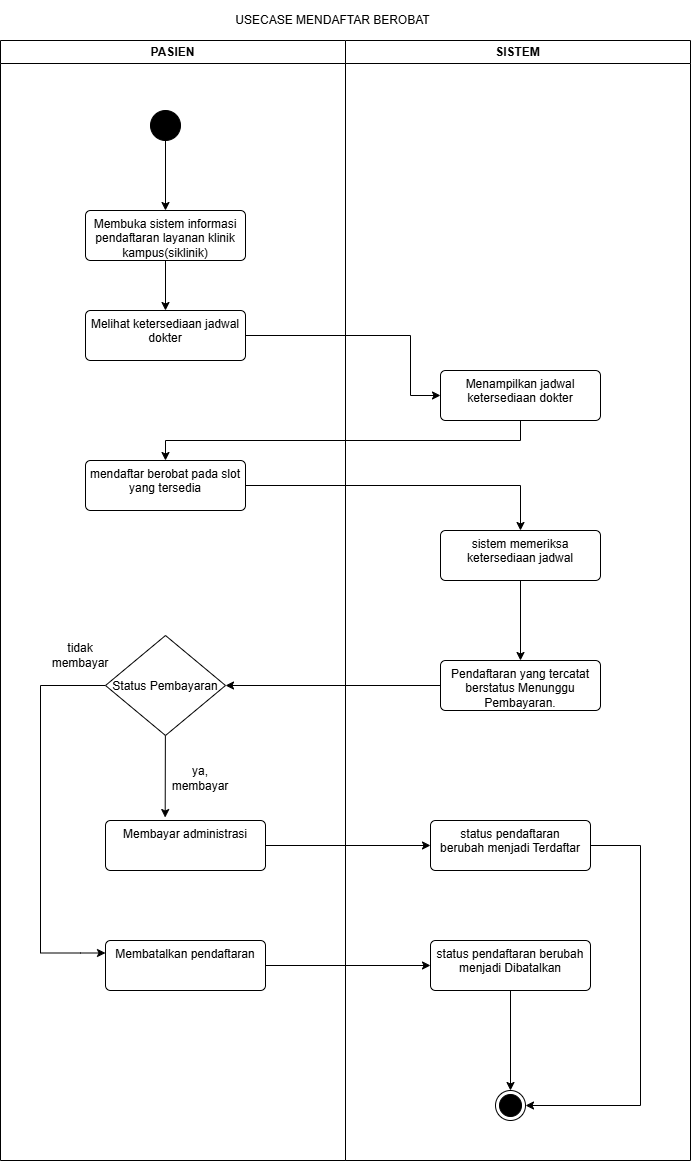 USECASE MENDAFTAR BEROBAT
PASIEN
SISTEM
Membuka sistem informasi
pendaftaran layanan klinik
kampus(siklinik)
Melihat ketersediaan jadwal
dokter
Menampilkan jadwal
ketersediaan dokter
mendaftar berobat pada slot
yang tersedia
sistem memeriksa
ketersediaan jadwal
Pendaftaran yang tercatat
berstatus Menunggu
Pembayaran.
Status Pembayaran
tidak
membayar
ya,
membayar
Membayar administrasi
status pendaftaran
berubah menjadi Terdaftar
Membatalkan pendaftaran
status pendaftaran berubah
menjadi Dibatalkan